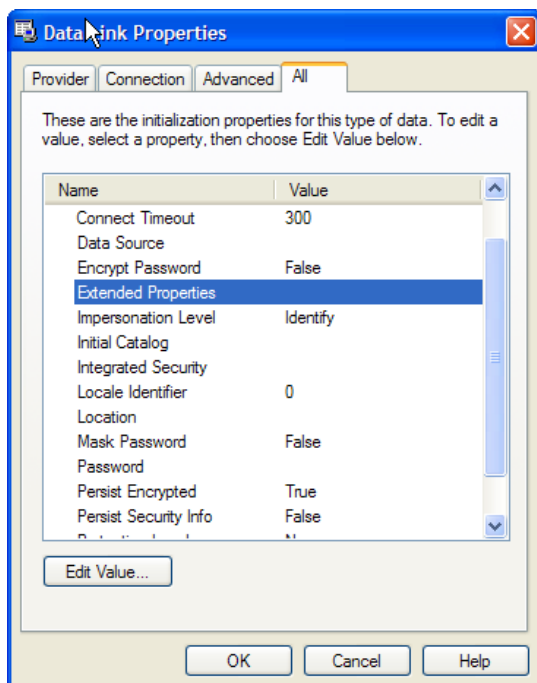 Data Link Properties
Provider Connection Advanced All
These are the initialization properties for this type of data. To edit a
value, select a property, then choose Edit Value below.
Name Value
Connect Timeout 300
Data Source
Encrypt Password False
Extended Properties
Impersonation Level Identify
Initial Catalog
Integrated Security
Locale Identifier 0
Location
Mask Password False
Password
Persist Encrypted True
Persist Security Info False
Edit Value...
OK Cancel Help